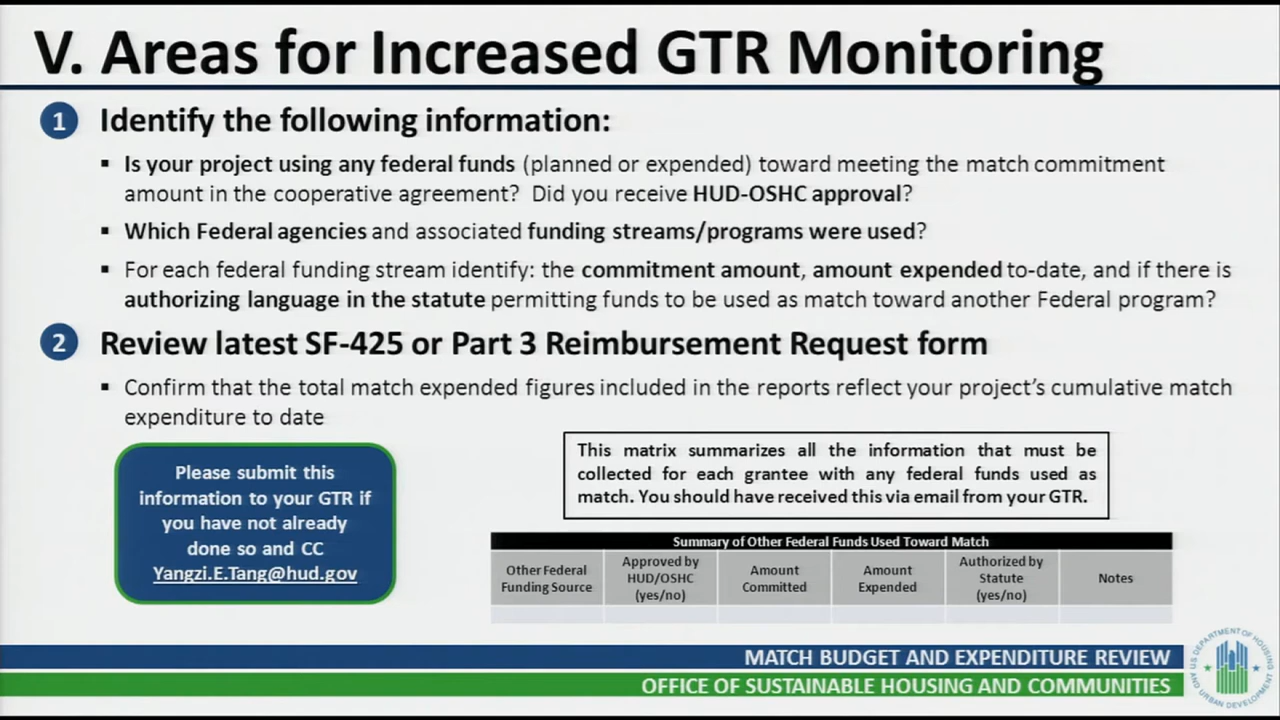 V. Areas for Increased GTR Monitoring
1 Identify the following information:
▪ Is your project using any federal funds (planned or expended) toward meeting the match commitment
amount in the cooperative agreement? Did you receive HUD-OSHC approval?
▪ Which Federal agencies and associated funding streams/programs were used?
▪ For each federal funding stream identify: the commitment amount, amount expended to-date, and if there is
authorizing language in the statute permitting funds to be used as match toward another Federal program?
2 Review latest SF-425 or Part 3 Reimbursement Request form
▪ Confirm that the total match expended figures included in the reports reflect your project's cumulative match
expenditure to date
Please submit this
information to your GTR if
you have not already
done so and CC
Yangzi.E.Tang@hud.gov
This matrix summarizes all the information that must be
collected for each grantee with any federal funds used as
match. You should have received this via email from your GTR.
Summary of Other Federal Funds Used Toward Match
Other Federal
Funding Source
Approved by
HUD/OSHC
(yes/no)
Amount
Committed
Amount
Expended
Authorized by
Statute
(yes/no)
Notes
MATCH BUDGET AND EXPENDITURE REVIEW
OFFICE OF SUSTAINABLE HOUSING AND COMMUNITIES
U.S. DEPARTMENT OF HOUSING
AND URBAN DEVELOPMENT